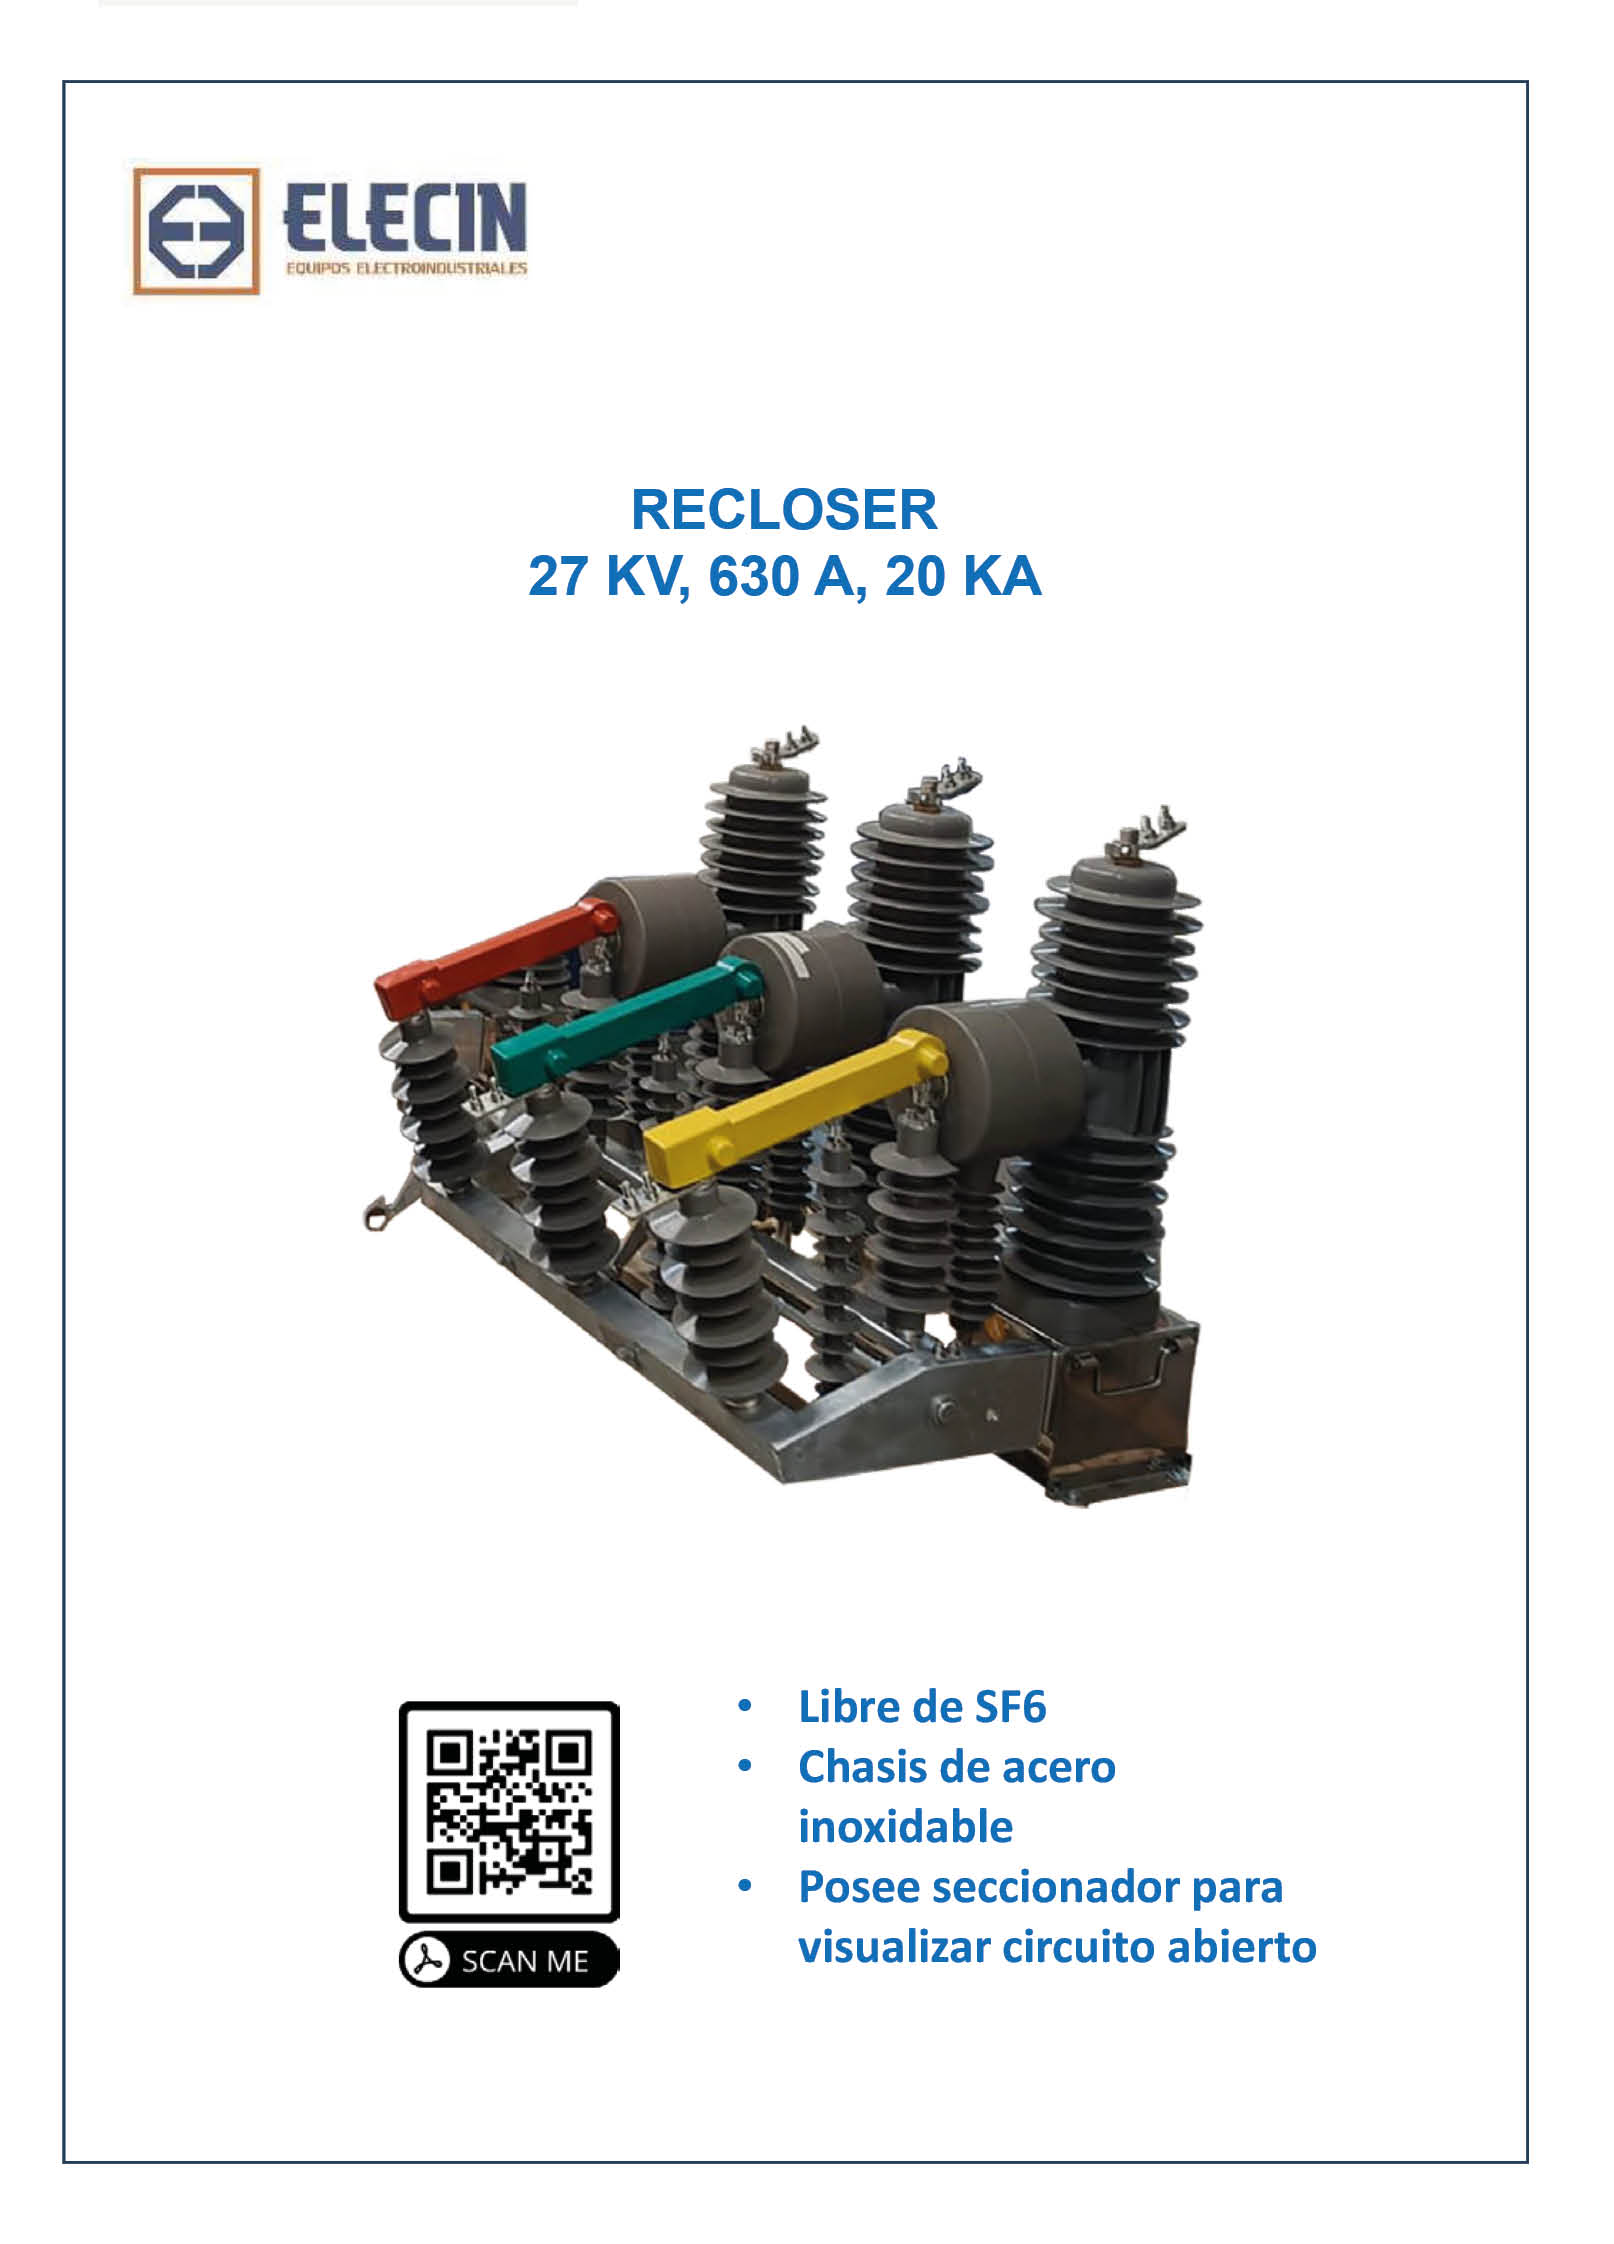 ELECIN
EQUIPOS ELECTROINDUSTRIALES
RECLOSER
27 KV, 630 A, 20 KA
• Libre de SF6
• Chasis de acero
inoxidable
• Posee seccionador para
visualizar circuito abierto
SCAN ME